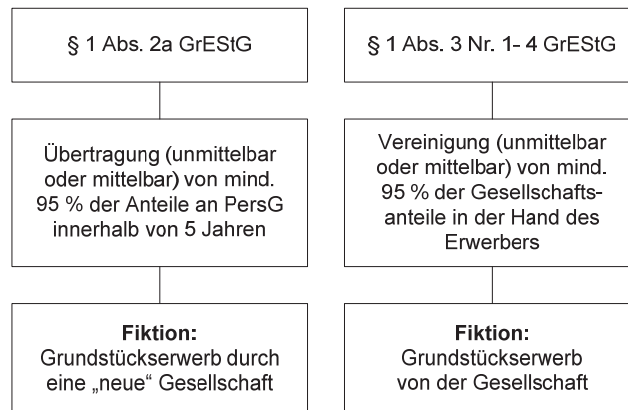 § 1 Abs. 2a GrEStG
Übertragung (unmittelbar
oder mittelbar) von mind.
95 % der Anteile an PersG
innerhalb von 5 Jahren
Fiktion:
Grundstückserwerb durch
eine „neue“ Gesellschaft
§ 1 Abs. 3 Nr. 1- 4 GrEStG
Vereinigung (unmittelbar
oder mittelbar) von mind.
95 % der Gesellschafts-
anteile in der Hand des
Erwerbers
Fiktion:
Grundstückserwerb
von der Gesellschaft